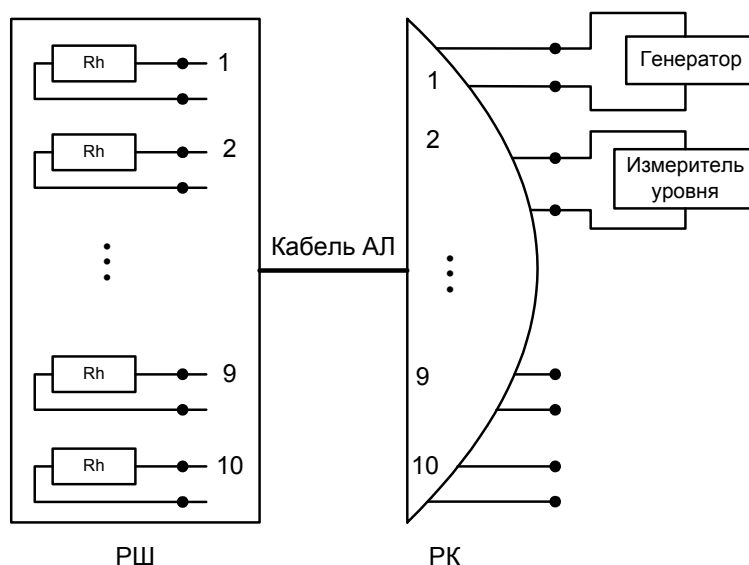 Rh
1
Rh
2
Rh
9
Rh
10
РШ
Кабель АЛ
1
2
9
10
РК
Генератор
Измеритель
уровня